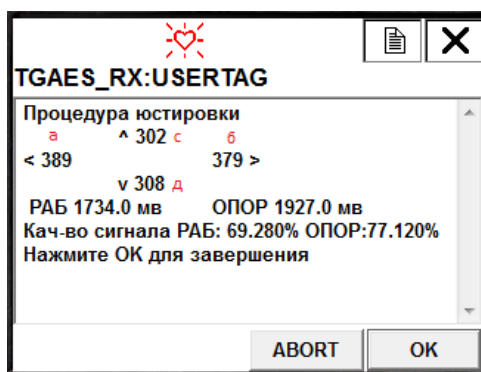 TGAES_RX:USERTAG
Процедура юстировки
а ^ 302 с б
< 389 379 >
v 308 д
РАБ 1734.0 мв ОПОР 1927.0 мв
Кач-во сигнала РАБ: 69.280% ОПОР:77.120%
Нажмите ОК для завершения
ABORT OK